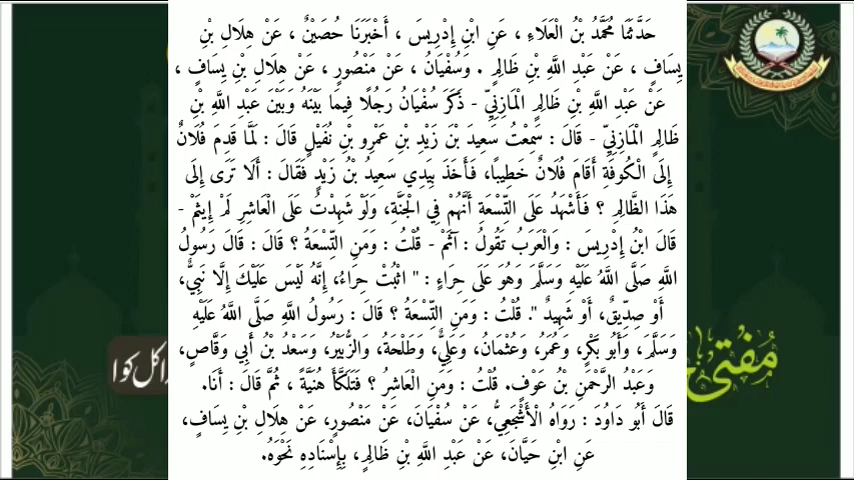 حَدَّثَنَا مُحَمَّدُ بْنُ الْعَلَاءِ ، عَنِ ابْنِ إِدْرِيسَ ، أَخْبَرَنَا حُصَيْنٌ ، عَنْ هِلَالِ بْنِ
يِسَافٍ ، عَنْ عَبْدِ اللَّهِ بْنِ ظَالِمٍ . وَسُفْيَانُ ، عَنْ مَنْصُورٍ ، عَنْ هِلَالِ بْنِ يِسَافٍ ،
عَنْ عَبْدِ اللَّهِ بْنِ ظَالِمٍ الْمَازِنِيِّ - ذَكَرَ سُفْيَانُ رَجُلًا فِيمَا بَيْنَهُ وَبَيْنَ عَبْدِ اللَّهِ بْنِ
ظَالِمٍ الْمَازِنِيِّ - قَالَ : سَمِعْتُ سَعِيدَ بْنَ زَيْدِ بْنِ عَمْرِو بْنِ نُفَيْلٍ قَالَ : لَمَّا قَدِمَ فُلَانٌ
إِلَى الْكُوفَةِ أَقَامَ فُلَانٌ خَطِيبًا، فَأَخَذَ بِيَدِي سَعِيدُ بْنُ زَيْدٍ فَقَالَ : أَلَا تَرَى إِلَى
هَذَا الظَّالِمِ ؟ فَأَشْهَدُ عَلَى التِّسْعَةِ أَنَّهُمْ فِي الْجَنَّةِ، وَلَوْ شَهِدْتُ عَلَى الْعَاشِرِ لَمْ إِيثَمْ -
قَالَ ابْنُ إِدْرِيسَ : وَالْعَرَبُ تَقُولُ : آثَمْ - قُلْتُ : وَمَنِ التِّسْعَةُ ؟ قَالَ : قَالَ رَسُولُ
اللَّهِ صَلَّى اللَّهُ عَلَيْهِ وَسَلَّمَ وَهُوَ عَلَى حِرَاءٍ : " اثْبُتْ حِرَاءُ، إِنَّهُ لَيْسَ عَلَيْكَ إِلَّا نَبِيٌّ،
أَوْ صِدِّيقٌ، أَوْ شَهِيدٌ ". قُلْتُ : وَمَنِ التِّسْعَةُ ؟ قَالَ : رَسُولُ اللَّهِ صَلَّى اللَّهُ عَلَيْهِ
وَسَلَّمَ، وَأَبُو بَكْرٍ، وَعُمَرُ، وَعُثْمَانُ، وَعَلِيٌّ، وَطَلْحَةُ، وَالزُّبَيْرُ، وَسَعْدُ بْنُ أَبِي وَقَّاصٍ،
وَعَبْدُ الرَّحْمَنِ بْنُ عَوْفٍ. قُلْتُ : وَمَنِ الْعَاشِرُ ؟ فَتَلَكَّأَ هُنَيَّةً ، ثُمَّ قَالَ : أَنَا.
قَالَ أَبُو دَاوُدَ : رَوَاهُ الْأَشْجَعِيُّ، عَنْ سُفْيَانَ، عَنْ مَنْصُورٍ، عَنْ هِلَالِ بْنِ يِسَافٍ،
عَنِ ابْنِ حَيَّانَ، عَنْ عَبْدِ اللَّهِ بْنِ ظَالِمٍ، بِإِسْنَادِهِ نَحْوَهُ.
مفتی